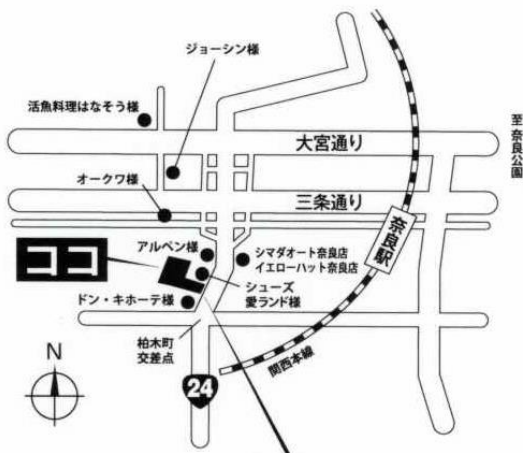 ジョーシン様
活魚料理はなそう様
大宮通り
至奈良公園
オークワ様
三条通り
奈良駅
ココ
アルペン様
シマダオート奈良店
イエローハット奈良店
シューズ
愛ランド様
ドン・キホーテ様
柏木町
交差点
関西本線
N
24